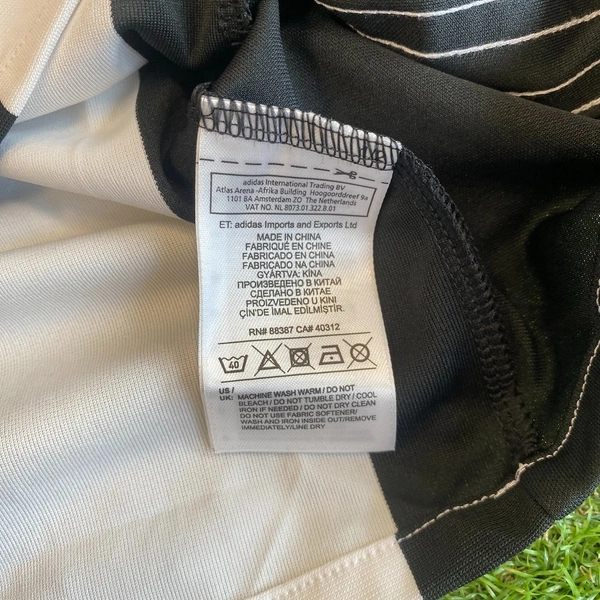 adidas International Trading BV
Atlas Arena -Afrika Building Hoogoorddreef 9a
1101 BA Amsterdam ZO The Netherlands
VAT NO. NL 8073.01.322.B.01
ET: adidas Imports and Exports Ltd
MADE IN CHINA
FABRIQUÉ EN CHINE
FABRICADO EN CHINA
FABRICADO NA CHINA
GYÁRTVA: KÍNA
ПРОИЗВЕДЕНО В КИТАЙ
СДЕЛАНО В КИТАЕ
PROIZVEDENO U KINI
ÇİN'DE İMAL EDİLMİŞTİR.
RN# 88387 CA# 40312
40
US / UK: MACHINE WASH WARM / DO NOT
BLEACH / DO NOT TUMBLE DRY / COOL
IRON IF NEEDED / DO NOT DRY CLEAN
DO NOT USE FABRIC SOFTENER/
WASH AND IRON INSIDE OUT/REMOVE
IMMEDIATELY/LINE DRY